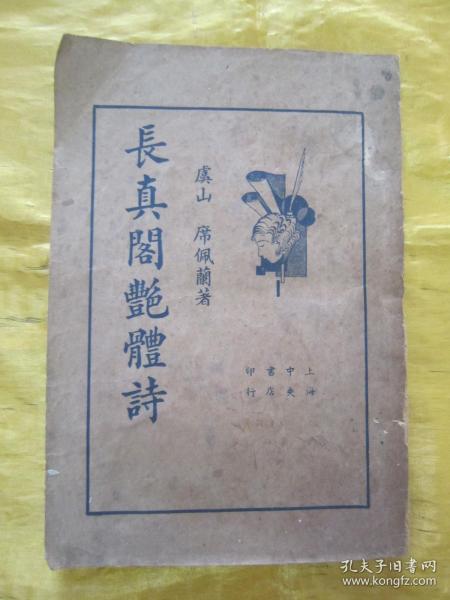 長真閣艷體詩
虞山 席佩蘭著
上海
中央
書店
印行
孔夫子旧书网
www.kongfz.com